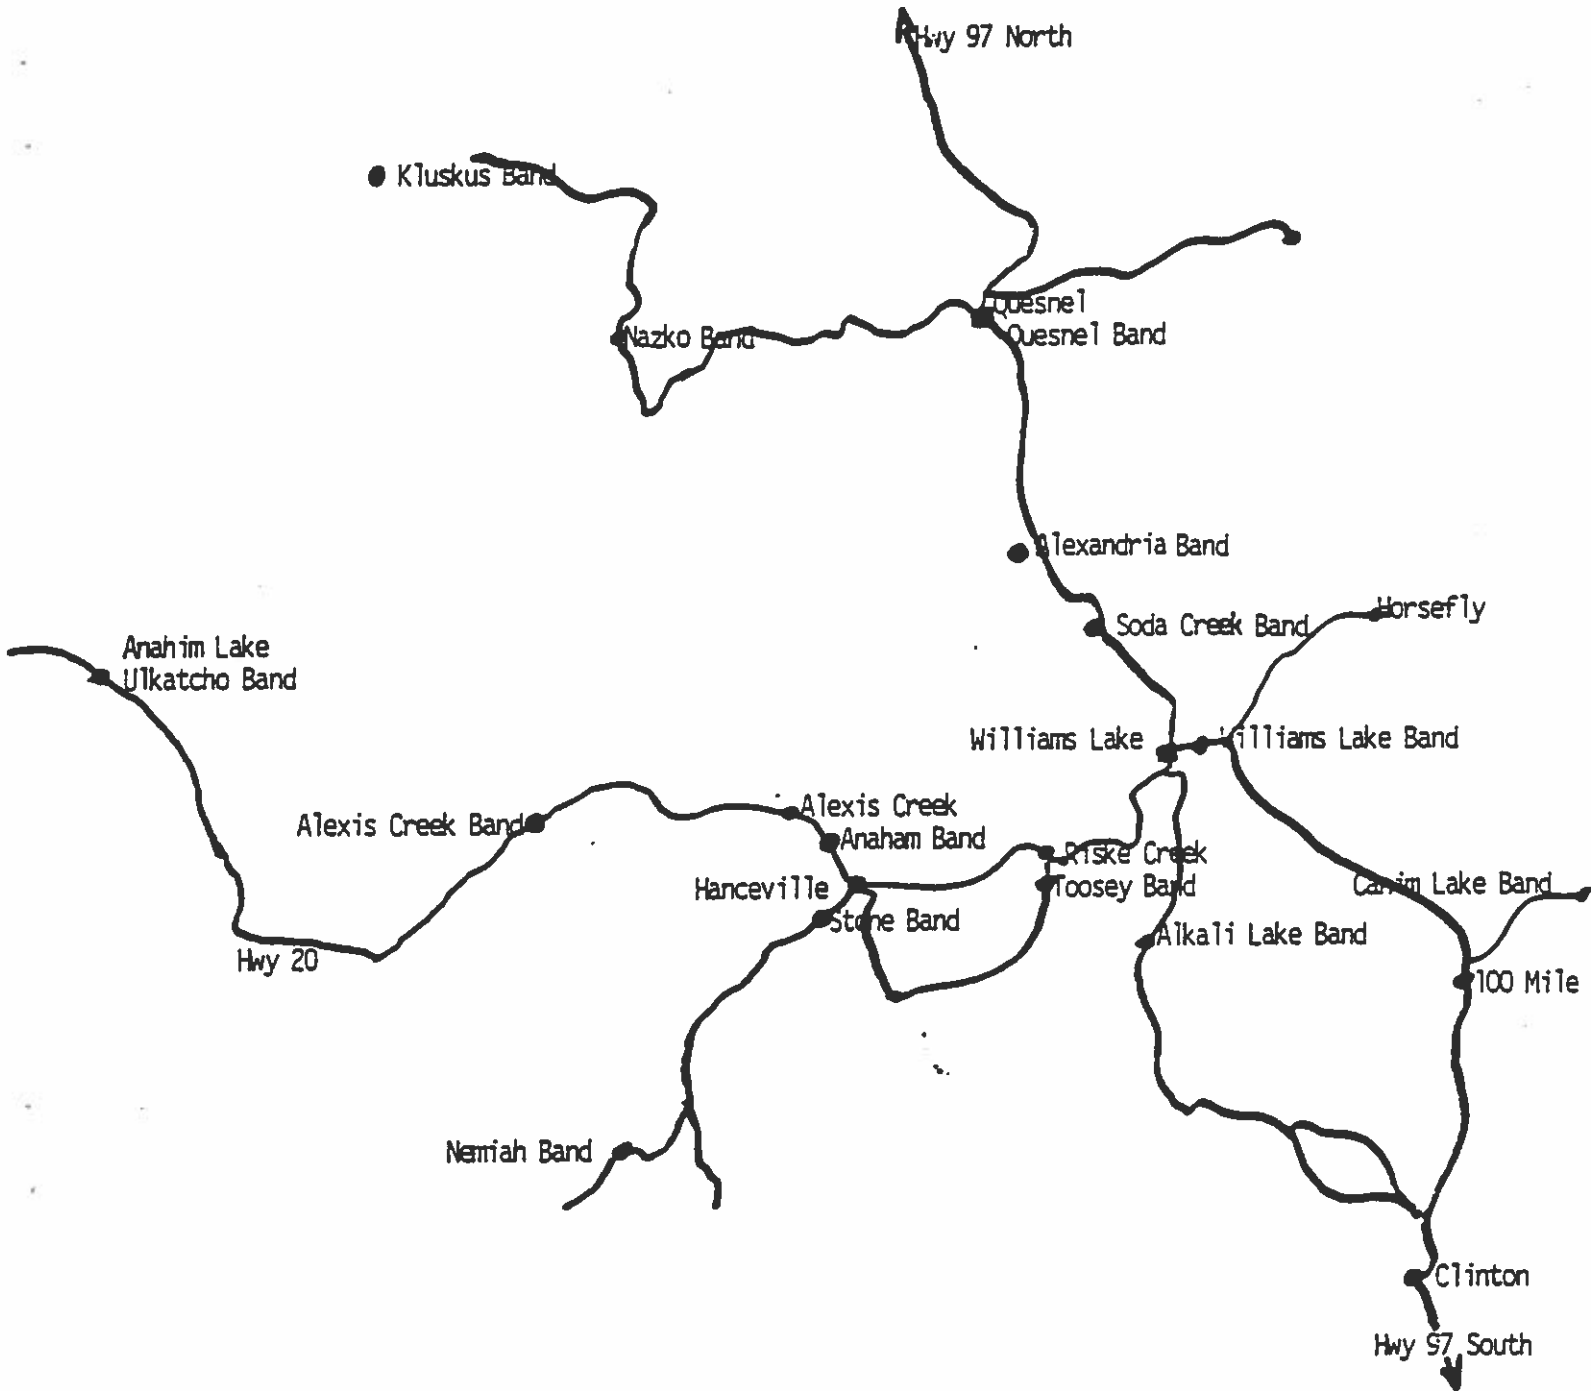 Hwy 97 North
Kluskus Band
Quesnel
Quesnel Band
Nazko Band
Alexandria Band
Horsefly
Soda Creek Band
Anahim Lake
Ulkatcho Band
Williams Lake
Williams Lake Band
Alexis Creek
Alexis Creek Band
Anaham Band
Riske Creek
Hanceville
Toosey Band
Canim Lake Band
Stone Band
Alkali Lake Band
Hwy 20
100 Mile
Nemiah Band
Clinton
Hwy 97 South